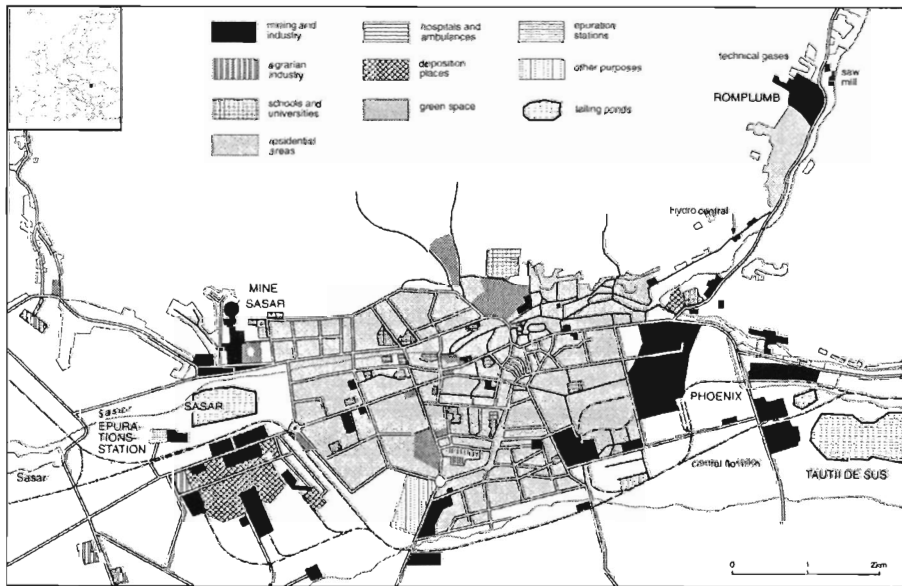 mining and
industry
agrarian
industry
schools and
universities
residential
areas
hospitals and
ambulances
deposition
places
green space
epuration
stations
other purposes
tailing ponds
technical gases
saw
mill
ROMPLUMB
Hydro central
MINE
SASAR
SASAR
Sasar
EPURA-
TIONS-
STATION
Sasar
PHOENIX
central flotation
TAUTII DE SUS
0 1 2km